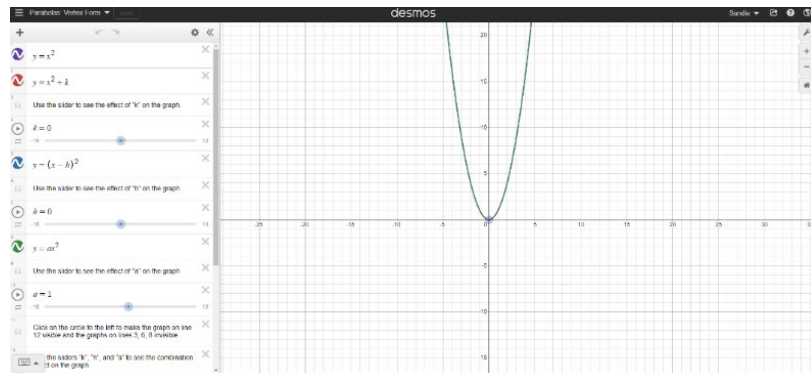 Parabolas: Vertex Form
desmos
Sandie
y = x²
y = x² + k
Use the slider to see the effect of "k" on the graph.
k = 0
-10
10
y = (x − h)²
Use the slider to see the effect of "h" on the graph.
h = 0
-10
10
y = ax²
Use the slider to see the effect of "a" on the graph.
a = 1
-10
10
Click on the circle to the left to make the graph on line
12 visible and the graphs on lines 3, 6, 8 invisible
the sliders "k", "h", and "a" to see the combination
on the graph.
20
15
10
5
-25
-20
-15
-10
-5
0
5
10
15
20
25
30
-5
-10